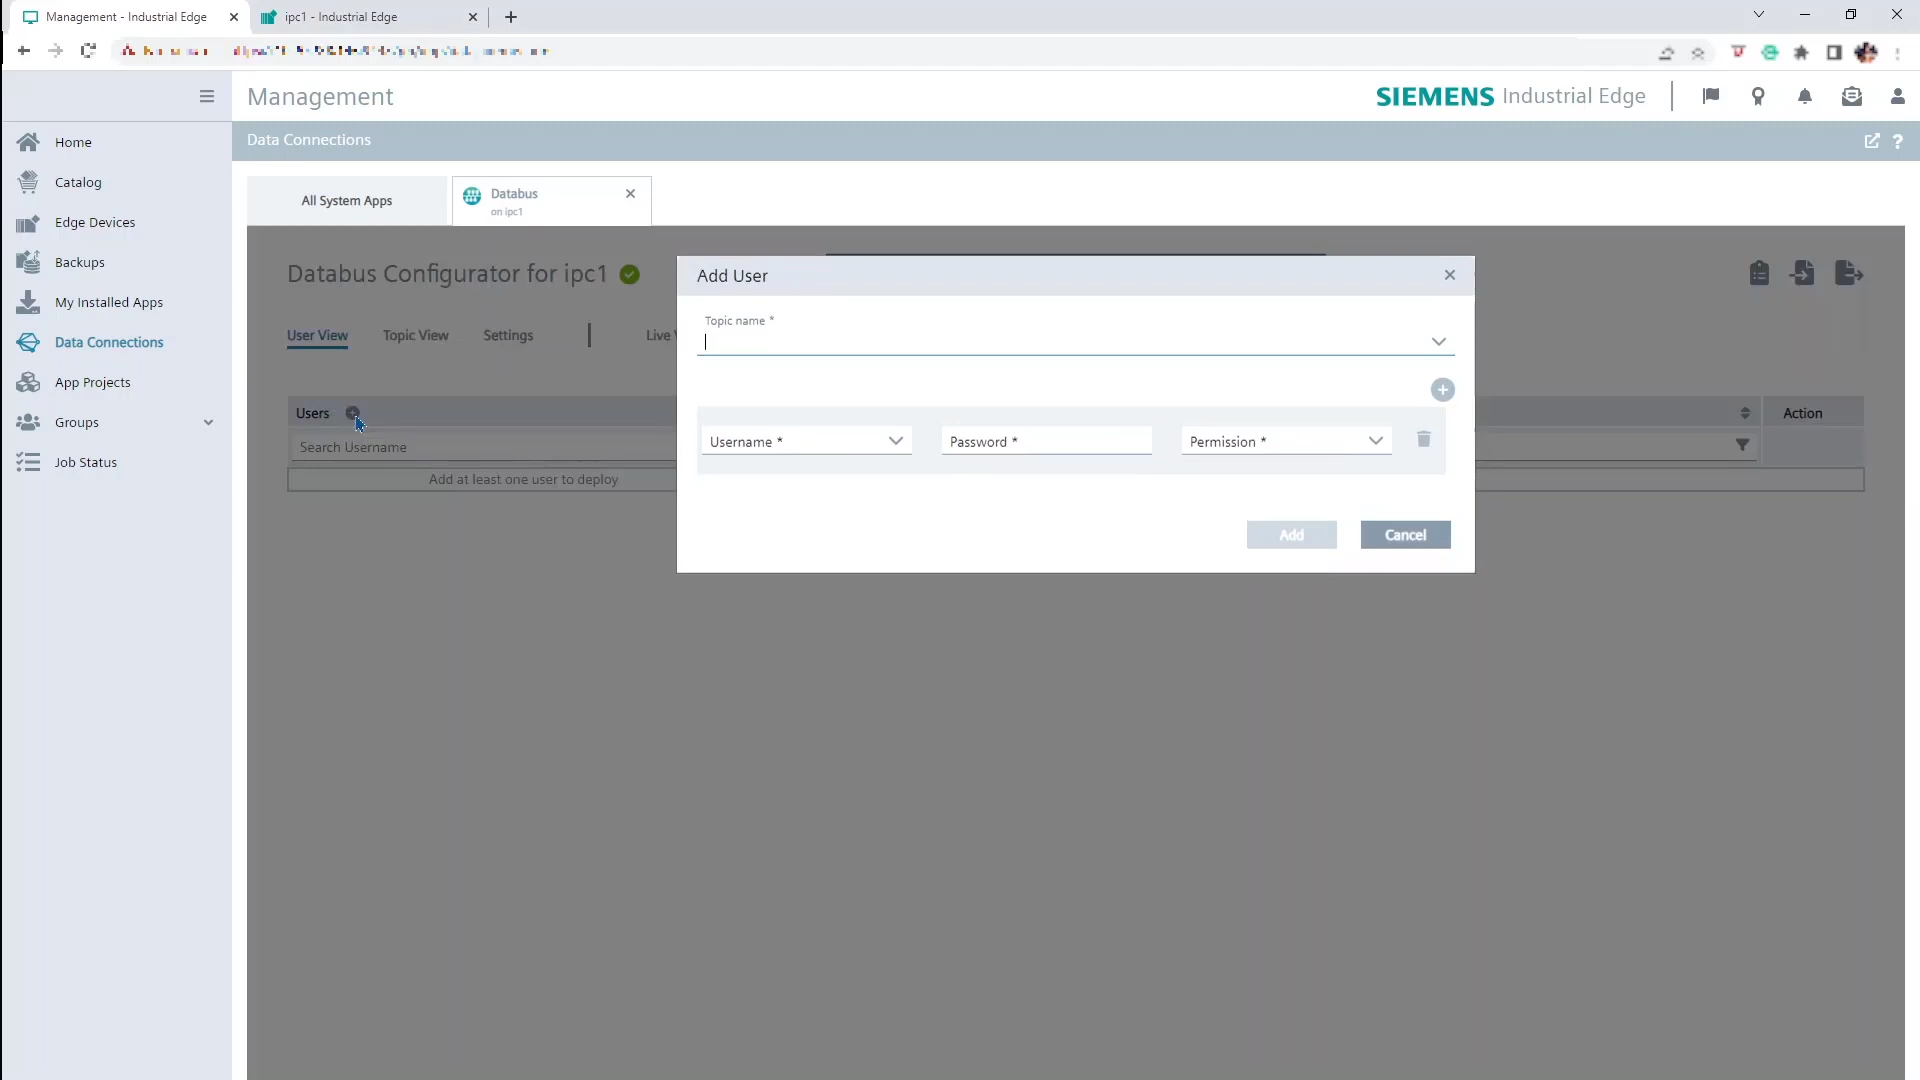 Management - Industrial Edge
ipc1 - Industrial Edge
Management
SIEMENS Industrial Edge
Data Connections
Home
Catalog
Edge Devices
Backups
My Installed Apps
Data Connections
App Projects
Groups
Job Status
All System Apps
Databus
on ipc1
Databus Configurator for ipc1
User View
Topic View
Settings
Live
Users
Search Username
Add at least one user to deploy
Action
Add User
Topic name *
Username *
Password *
Permission *
Add
Cancel